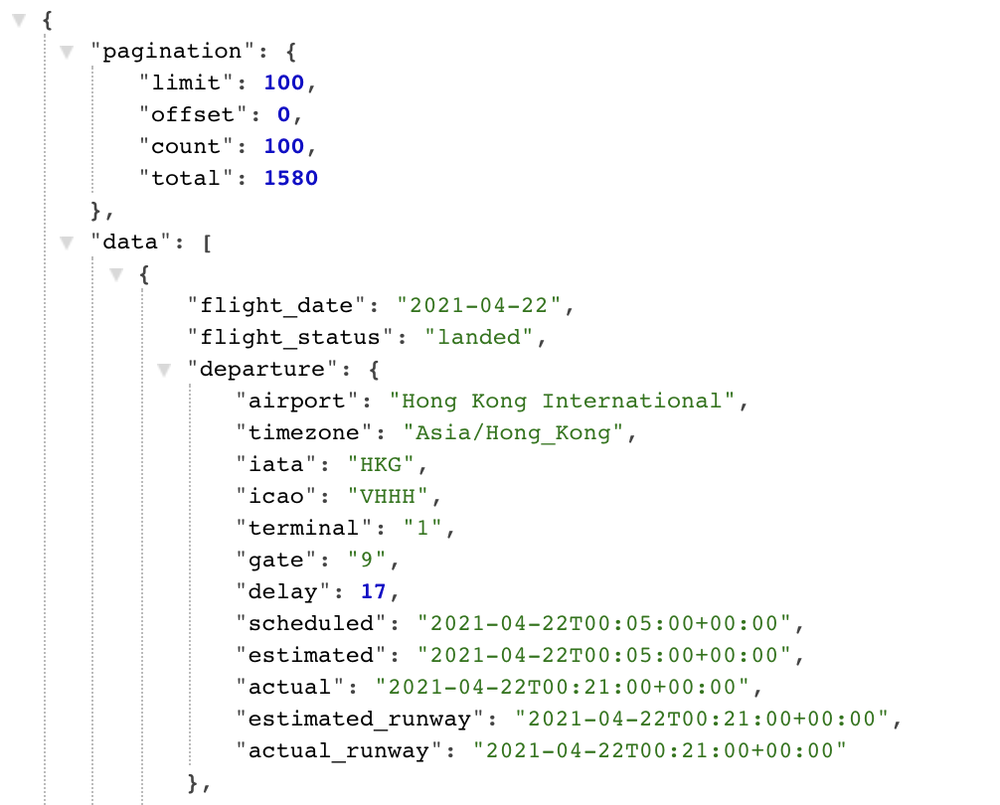 {
"pagination": {
"limit": 100,
"offset": 0,
"count": 100,
"total": 1580
},
"data": [
{
"flight_date": "2021-04-22",
"flight_status": "landed",
"departure": {
"airport": "Hong Kong International",
"timezone": "Asia/Hong_Kong",
"iata": "HKG",
"icao": "VHHH",
"terminal": "1",
"gate": "9",
"delay": 17,
"scheduled": "2021-04-22T00:05:00+00:00",
"estimated": "2021-04-22T00:05:00+00:00",
"actual": "2021-04-22T00:21:00+00:00",
"estimated_runway": "2021-04-22T00:21:00+00:00",
"actual_runway": "2021-04-22T00:21:00+00:00"
},